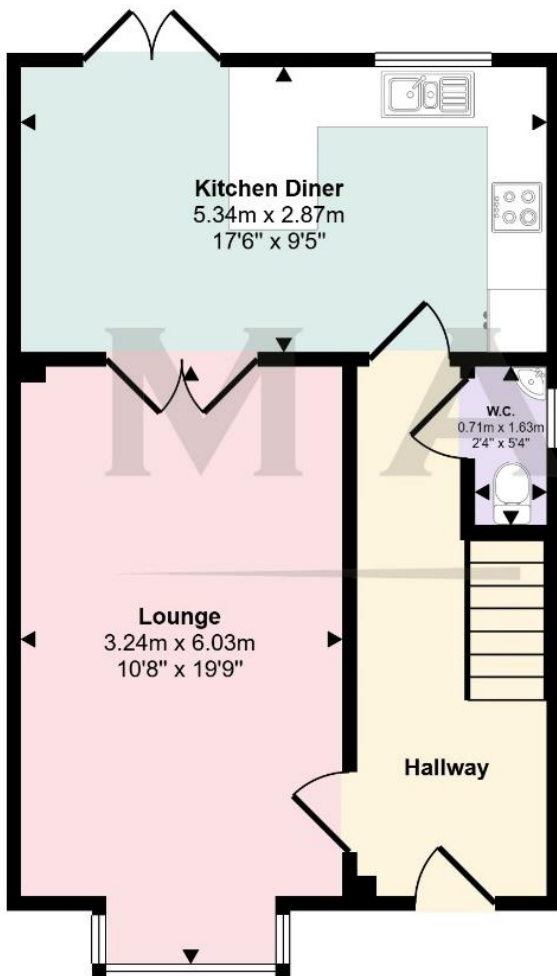 Kitchen Diner
5.34m x 2.87m
17'6" x 9'5"
W.C.
0.71m x 1.63m
2'4" x 5'4"
MA
Lounge
3.24m x 6.03m
10'8" x 19'9"
Hallway